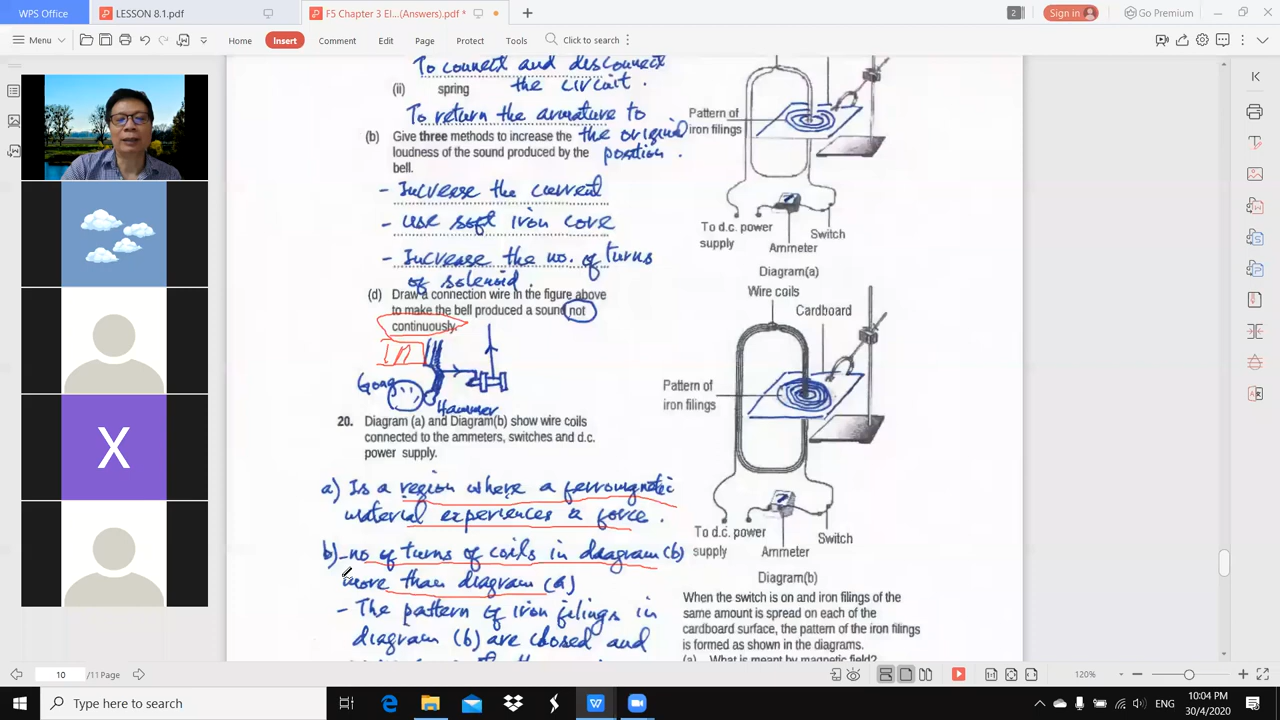 WPS Office
LESSON 8.1.pdf
F5 Chapter 3 El...(Answers).pdf *
+
2
Sign in
Go Premium
Menu
Home
Insert
Comment
Edit
Page
Protect
Tools
Click to search
To connect and disconnect
the circuit.
(ii) spring
To return the armature to
the original
position.
(b) Give three methods to increase the
loudness of the sound produced by the
bell.
- Increase the current
- use soft iron core
- Increase the no. of turns
of solenoid.
(d) Draw a connection wire in the figure above
to make the bell produced a sound not
continuously.
Gong
Hammer
20. Diagram (a) and Diagram(b) show wire coils
connected to the ammeters, switches and d.c.
power supply.
a) Is a region where a ferromagnetic
material experiences a force.
b) -no of turns of coils in diagram (b)
more than diagram (a)
- The pattern of iron filings in
diagram (b) are closed and
Pattern of
iron filings
To d.c. power
supply
Switch
Ammeter
Diagram(a)
Wire coils
Cardboard
Pattern of
iron filings
To d.c. power
supply
Switch
Ammeter
Diagram(b)
When the switch is on and iron filings of the
same amount is spread on each of the
cardboard surface, the pattern of the iron filings
is formed as shown in the diagrams.
(a) What is meant by magnetic field?
X
10 /11 Page
120%
Type here to search
ENG
10:04 PM
30/4/2020